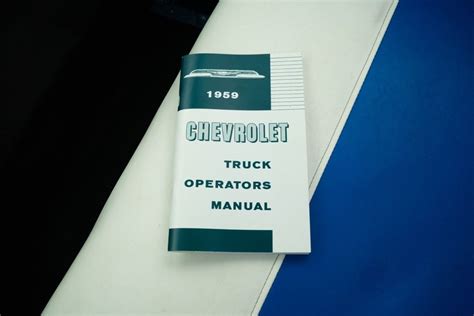 1959
CHEVROLET
TRUCK
OPERATORS
MANUAL